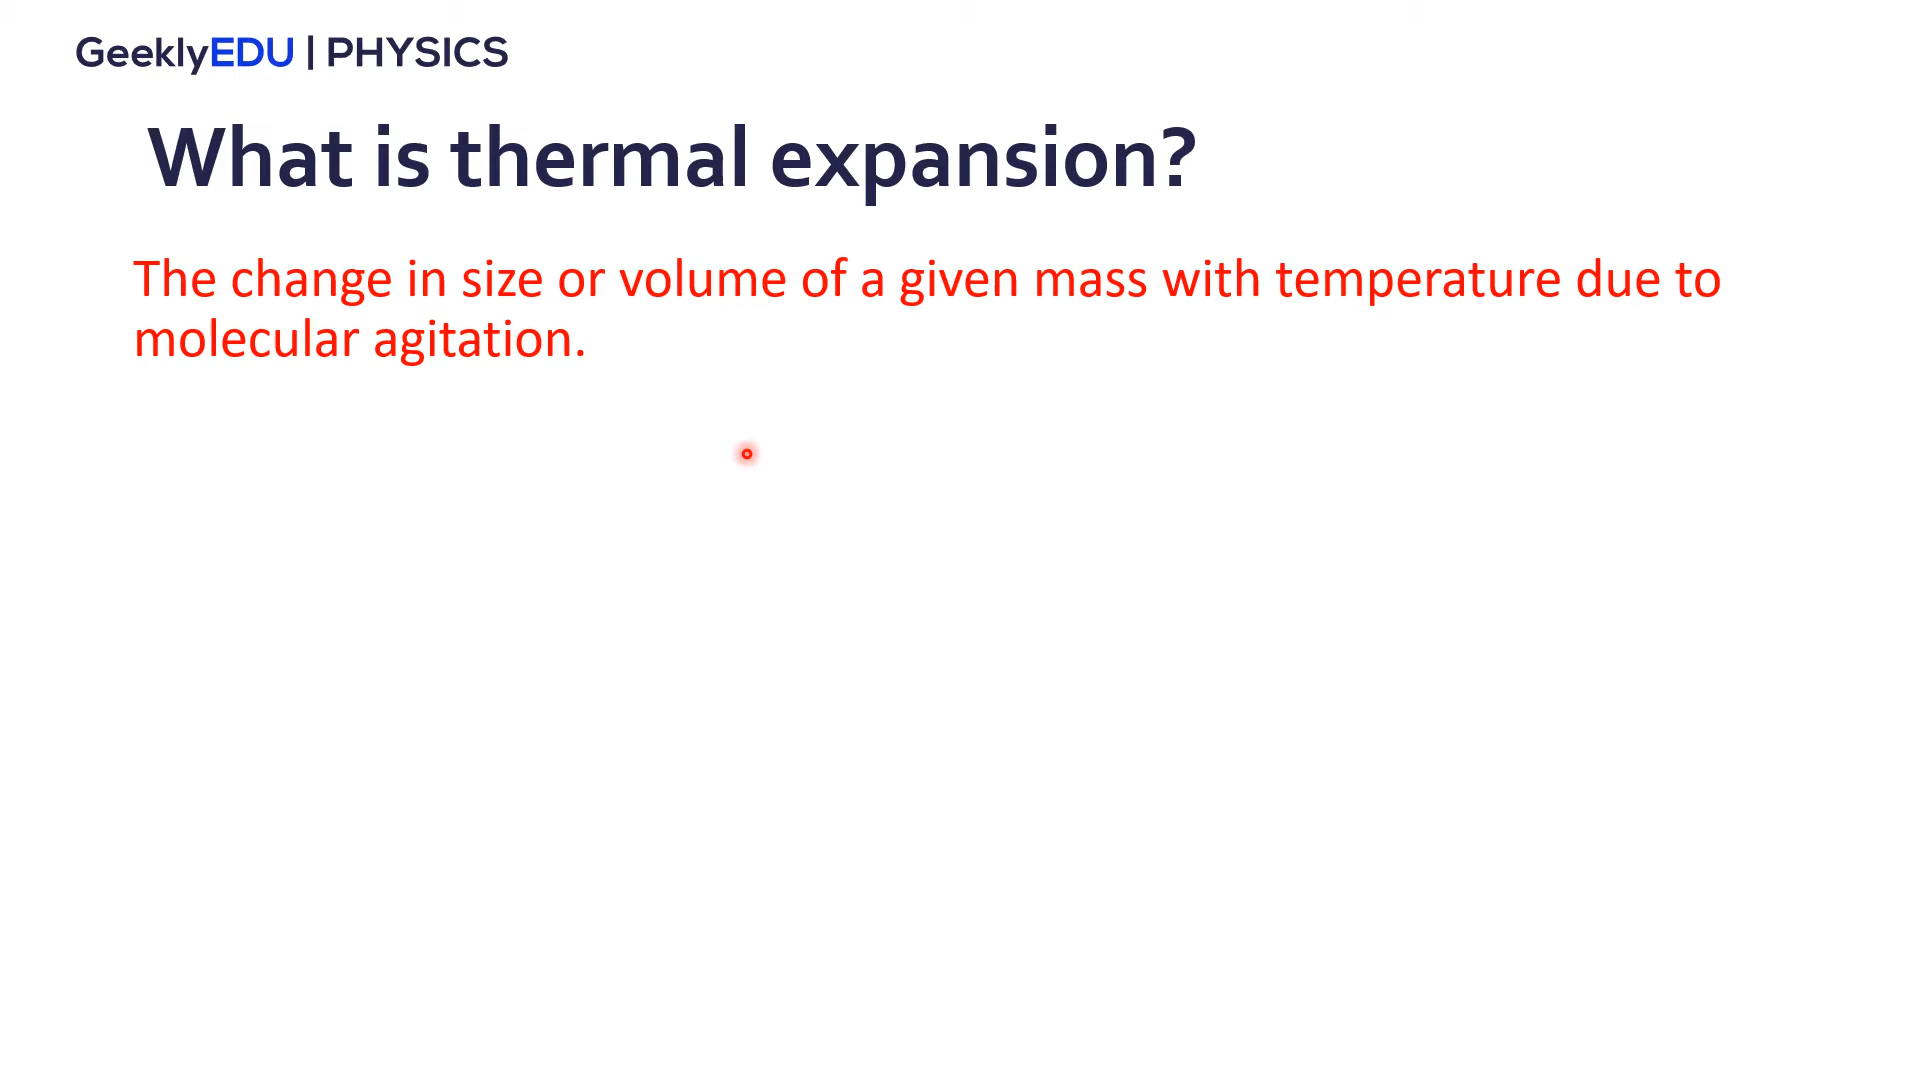 GeeklyEDU | PHYSICS
What is thermal expansion?
The change in size or volume of a given mass with temperature due to
molecular agitation.